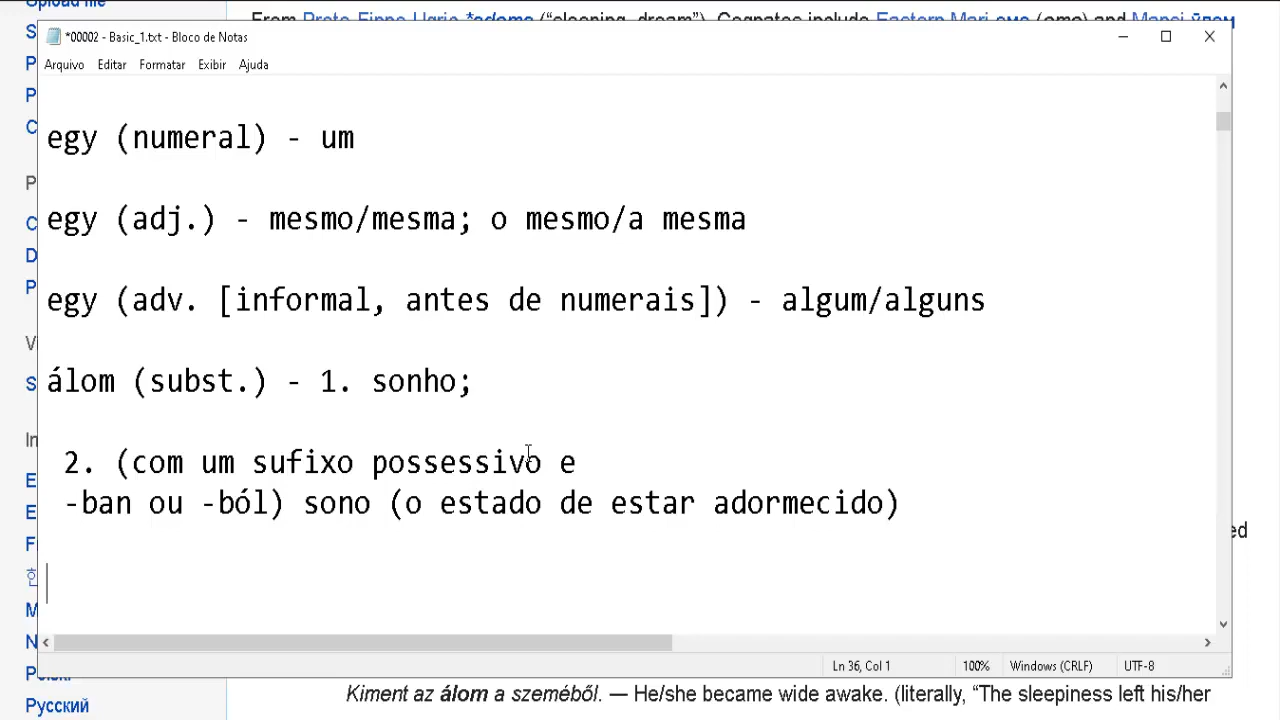 Upload file
From Proto-Finno-Ugric *adema (“sleeping, dream”). Cognates include Eastern Mari and Mansi
*00002 - Basic_1.txt - Bloco de Notas
Arquivo Editar Formatar Exibir Ajuda
egy (numeral) - um
egy (adj.) - mesmo/mesma; o mesmo/a mesma
egy (adv. [informal, antes de numerais]) - algum/alguns
álom (subst.) - 1. sonho;
2. (com um sufixo possessivo e
-ban ou -ból) sono (o estado de estar adormecido)
Ln 36, Col 1 100% Windows (CRLF) UTF-8
Polski
Русский
Kiment az álom a szeméből. — He/she became wide awake. (literally, “The sleepiness left his/her